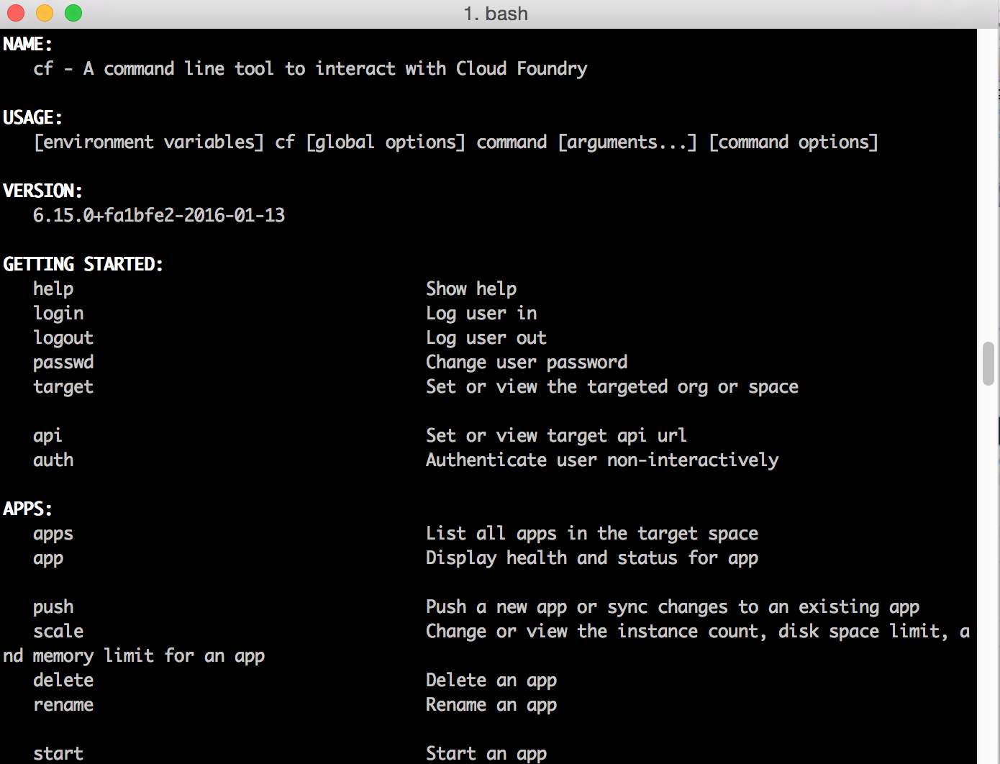 1. bash
NAME:
cf - A command line tool to interact with Cloud Foundry
USAGE:
[environment variables] cf [global options] command [arguments...] [command options]
VERSION:
6.15.0+fa1bfe2-2016-01-13
GETTING STARTED:
help Show help
login Log user in
logout Log user out
passwd Change user password
target Set or view the targeted org or space
api Set or view target api url
auth Authenticate user non-interactively
APPS:
apps List all apps in the target space
app Display health and status for app
push Push a new app or sync changes to an existing app
scale Change or view the instance count, disk space limit, a
nd memory limit for an app
delete Delete an app
rename Rename an app
start Start an app